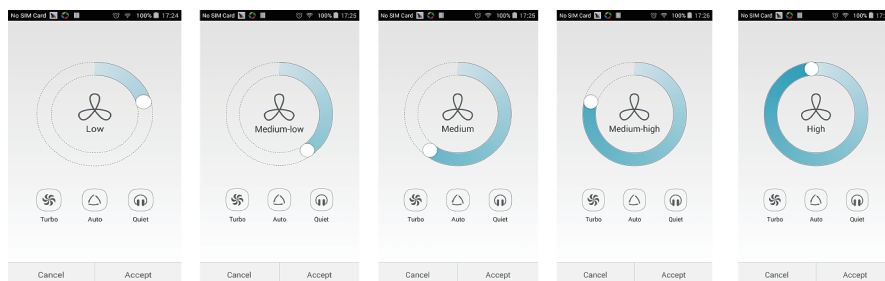 No SIM Card 100% 17:24
Low
Turbo Auto Quiet
Cancel Accept
No SIM Card 100% 17:25
Medium-low
Turbo Auto Quiet
Cancel Accept
No SIM Card 100% 17:25
Medium
Turbo Auto Quiet
Cancel Accept
No SIM Card 100% 17:26
Medium-high
Turbo Auto Quiet
Cancel Accept
No SIM Card 100%
High
Turbo Auto Quiet
Cancel Accept